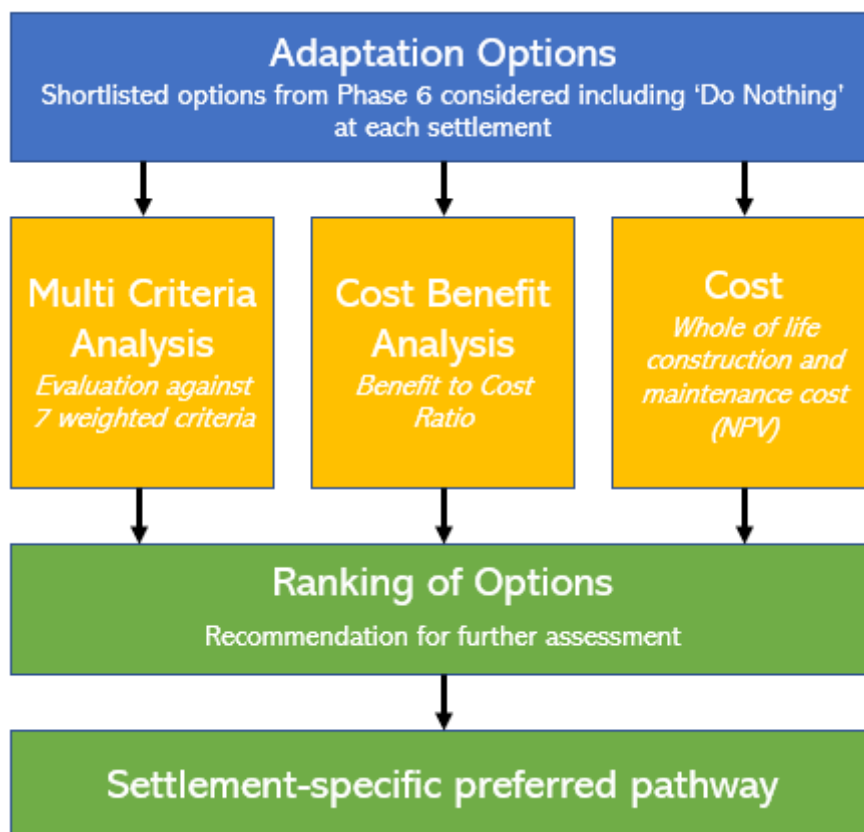 Adaptation Options
Shortlisted options from Phase 6 considered including ‘Do Nothing’
at each settlement
Multi Criteria
Analysis
Evaluation against
7 weighted criteria
Cost Benefit
Analysis
Benefit to Cost
Ratio
Cost
Whole of life
construction and
maintenance cost
(NPV)
Ranking of Options
Recommendation for further assessment
Settlement-specific preferred pathway